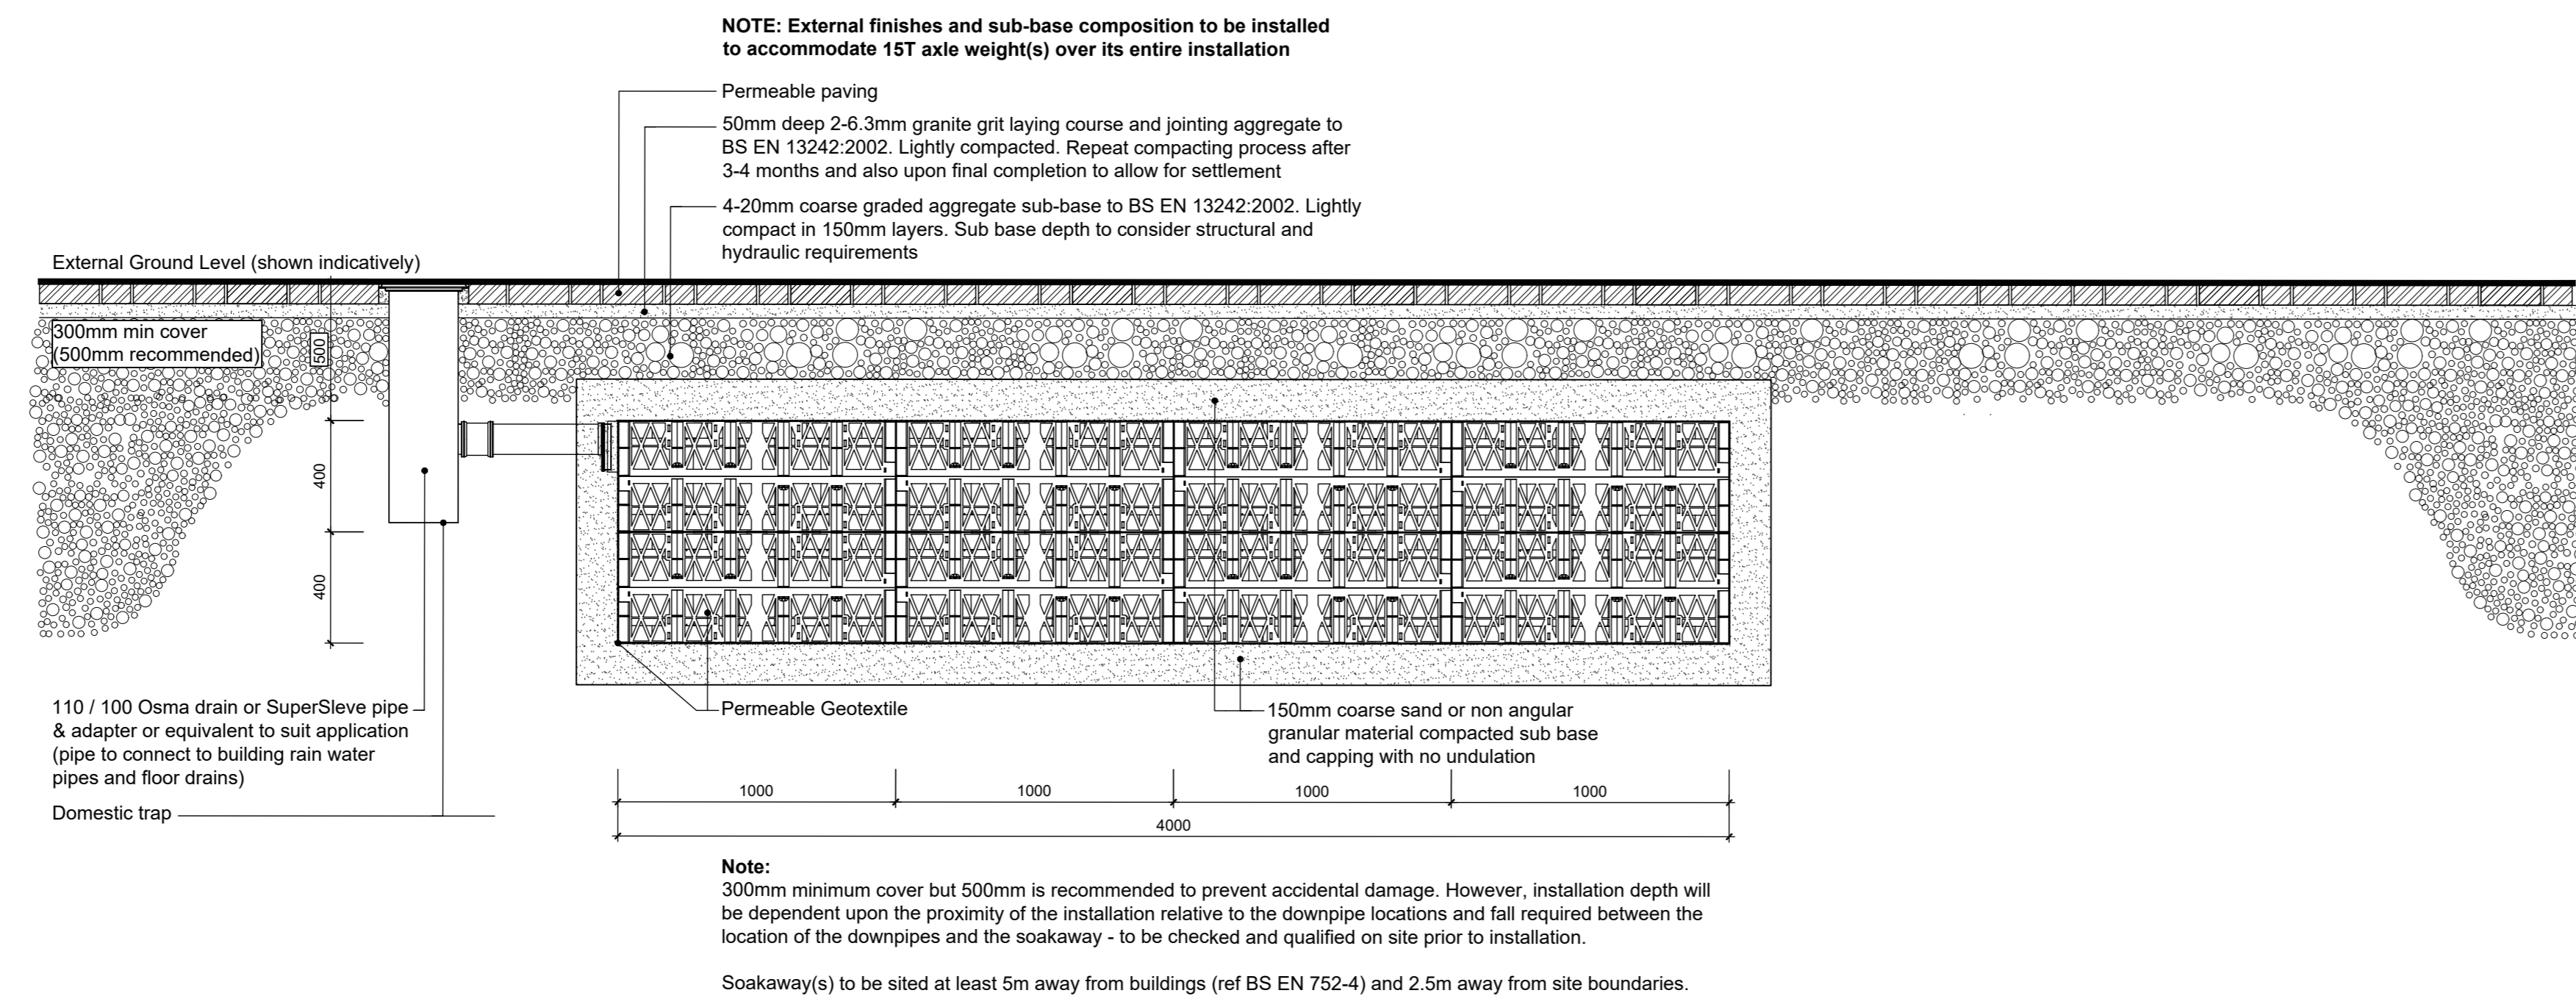 NOTE: External finishes and sub-base composition to be installed
to accommodate 15T axle weight(s) over its entire installation
Permeable paving
50mm deep 2-6.3mm granite grit laying course and jointing aggregate to
BS EN 13242:2002. Lightly compacted. Repeat compacting process after
3-4 months and also upon final completion to allow for settlement
4-20mm coarse graded aggregate sub-base to BS EN 13242:2002. Lightly
compact in 150mm layers. Sub base depth to consider structural and
hydraulic requirements
External Ground Level (shown indicatively)
300mm min cover
(500mm recommended)
500
400
400
110 / 100 Osma drain or SuperSleve pipe
& adapter or equivalent to suit application
(pipe to connect to building rain water
pipes and floor drains)
Domestic trap
Permeable Geotextile
150mm coarse sand or non angular
granular material compacted sub base
and capping with no undulation
1000
1000
1000
1000
4000
Note:
300mm minimum cover but 500mm is recommended to prevent accidental damage. However, installation depth will
be dependent upon the proximity of the installation relative to the downpipe locations and fall required between the
location of the downpipes and the soakaway - to be checked and qualified on site prior to installation.
Soakaway(s) to be sited at least 5m away from buildings (ref BS EN 752-4) and 2.5m away from site boundaries.